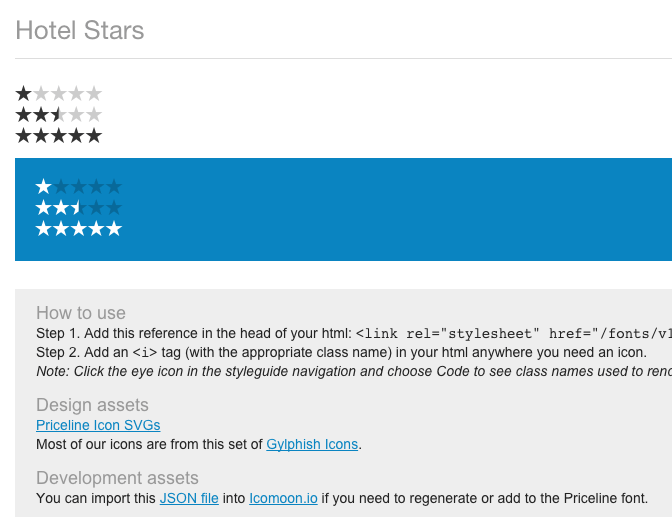 Hotel Stars
How to use
Step 1. Add this reference in the head of your html: <link rel="stylesheet" href="/fonts/v1
Step 2. Add an <i> tag (with the appropriate class name) in your html anywhere you need an icon.
Note: Click the eye icon in the styleguide navigation and choose Code to see class names used to
Design assets
Priceline Icon SVGs
Most of our icons are from this set of Gylphish Icons.
Development assets
You can import this JSON file into Icomoon.io if you need to regenerate or add to the Priceline font.